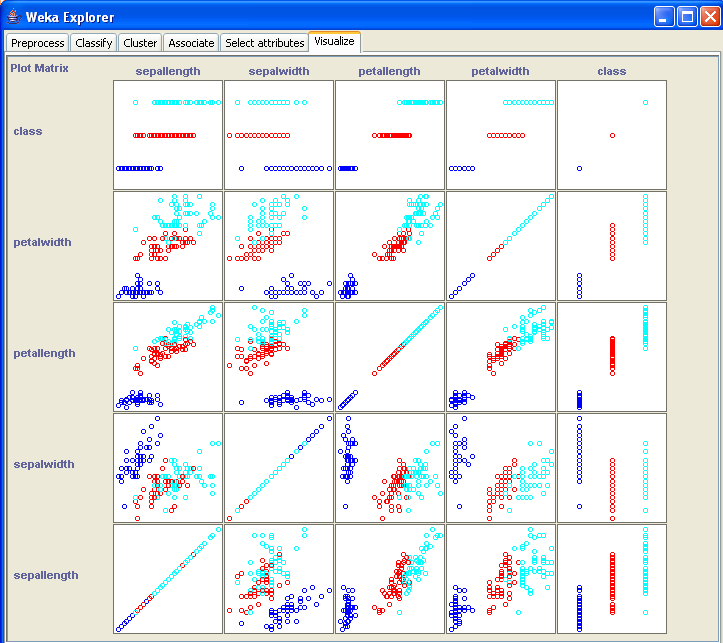 Weka Explorer
Preprocess Classify Cluster Associate Select attributes Visualize
Plot Matrix sepallength sepalwidth petallength petalwidth class
class
petalwidth
petallength
sepalwidth
sepallength